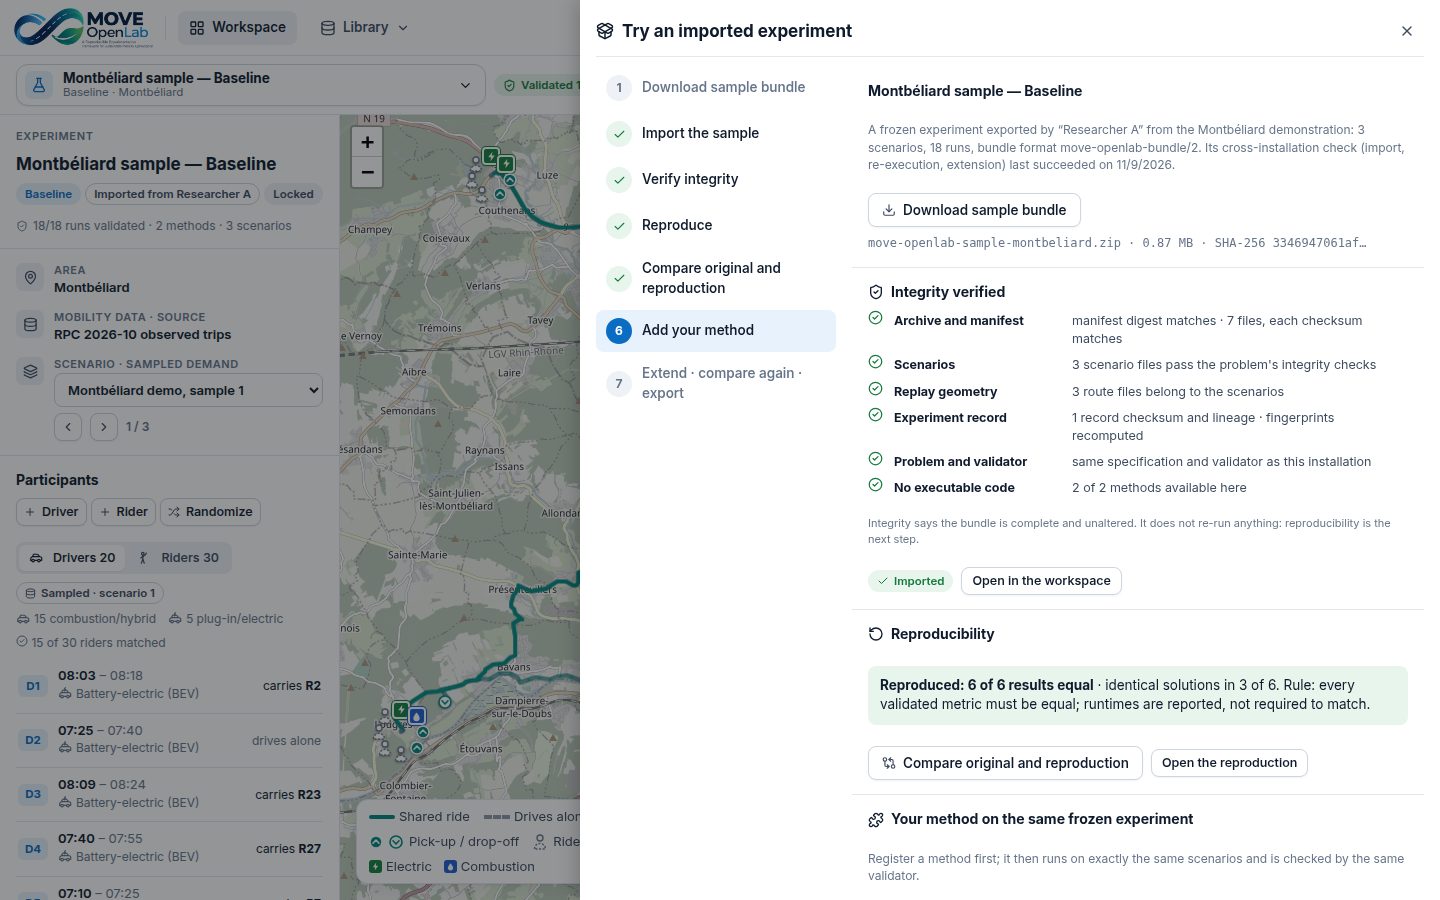 MOVE
OpenLab
Workspace
Library
Montbéliard sample — Baseline
Baseline · Montbéliard
Validated 1
EXPERIMENT
Montbéliard sample — Baseline
Baseline
Imported from Researcher A
Locked
18/18 runs validated · 2 methods · 3 scenarios
AREA
Montbéliard
MOBILITY DATA · SOURCE
RPC 2026-10 observed trips
SCENARIO · SAMPLED DEMAND
Montbéliard demo, sample 1
1 / 3
Participants
Driver
Rider
Randomize
Drivers 20
Riders 30
Sampled · scenario 1
15 combustion/hybrid
5 plug-in/electric
15 of 30 riders matched
D1
08:03 – 08:18
Battery-electric (BEV)
carries R2
D2
07:25 – 07:40
Battery-electric (BEV)
drives alone
D3
08:09 – 08:24
Battery-electric (BEV)
carries R23
D4
07:40 – 07:55
Battery-electric (BEV)
carries R27
07:10 – 07:25
N 19
+
−
Luze
Couthenans
Champey
Coisevaux
Verlans
Trémoins
Tavey
e Vernoy
LGV Rhin-Rhône
Aibre
Laire
Semondans
ésandans
Raynans
Issans
Saint-Julien-
lès-Montbéliard
Allondan
Sainte-Marie
Présentevillers
nois
Bavans
Dampierre-
sur-le-Doubs
Lougres
Étouvans
Colombier-
Fontaine
Shared ride
Drives alon
Pick-up / drop-off
Ride
Electric
Combustion
Try an imported experiment
1
Download sample bundle
Import the sample
Verify integrity
Reproduce
Compare original and
reproduction
6
Add your method
7
Extend · compare again ·
export
Montbéliard sample — Baseline
A frozen experiment exported by “Researcher A” from the Montbéliard demonstration: 3
scenarios, 18 runs, bundle format move-openlab-bundle/2. Its cross-installation check (import,
re-execution, extension) last succeeded on 11/9/2026.
Download sample bundle
move-openlab-sample-montbeliard.zip · 0.87 MB · SHA-256 3346947061af…
Integrity verified
Archive and manifest
manifest digest matches · 7 files, each checksum
matches
Scenarios
3 scenario files pass the problem's integrity checks
Replay geometry
3 route files belong to the scenarios
Experiment record
1 record checksum and lineage · fingerprints
recomputed
Problem and validator
same specification and validator as this installation
No executable code
2 of 2 methods available here
Integrity says the bundle is complete and unaltered. It does not re-run anything: reproducibility is the
next step.
Imported
Open in the workspace
Reproducibility
Reproduced: 6 of 6 results equal · identical solutions in 3 of 6. Rule: every
validated metric must be equal; runtimes are reported, not required to match.
Compare original and reproduction
Open the reproduction
Your method on the same frozen experiment
Register a method first; it then runs on exactly the same scenarios and is checked by the same
validator.